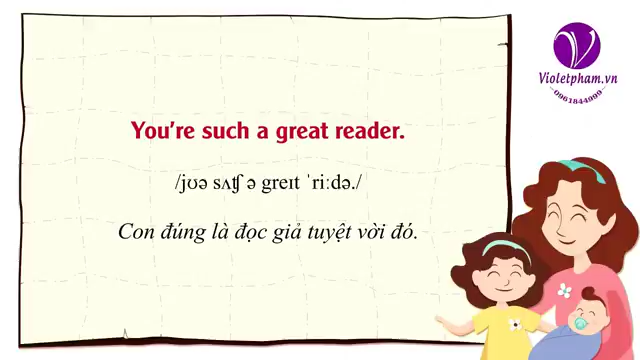 You're such a great reader.
/jʊə sʌʧ ə greɪt ˈriːdə./
Con đúng là đọc giả tuyệt vời đó.
Violetpham.vn
0961844999